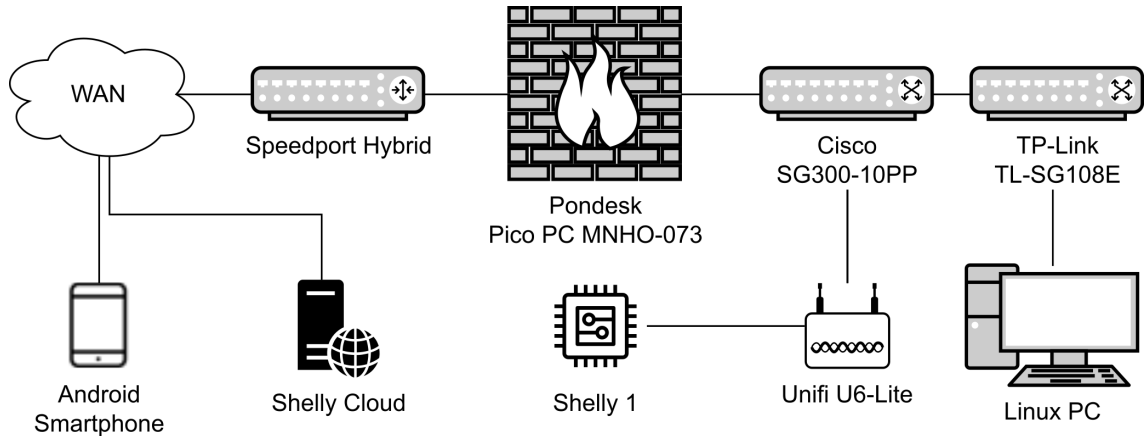 WAN
Speedport Hybrid
Pondesk
Pico PC MNHO-073
Cisco
SG300-10PP
TP-Link
TL-SG108E
Android
Smartphone
Shelly Cloud
Shelly 1
Unifi U6-Lite
Linux PC